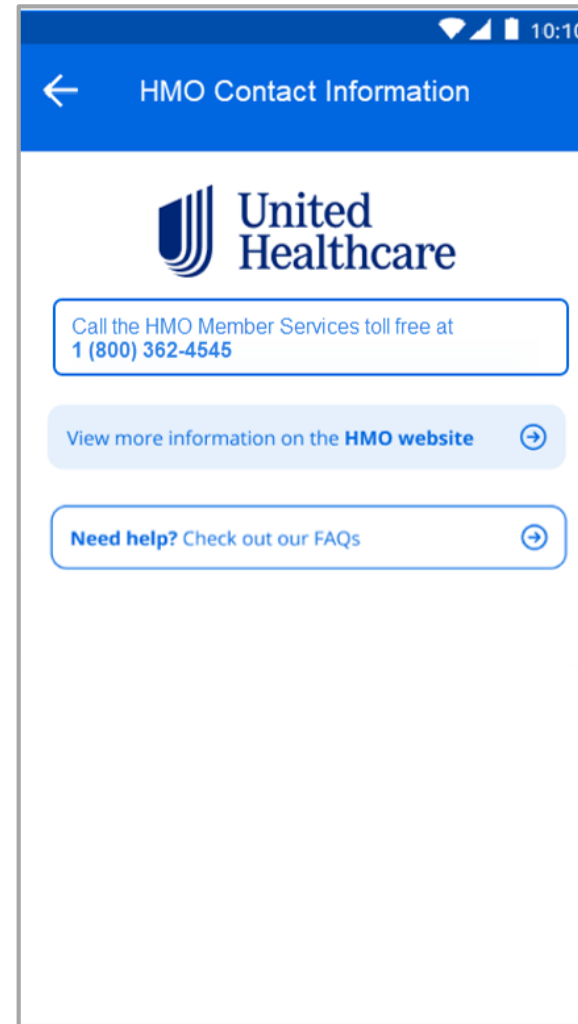 10:10
HMO Contact Information
United
Healthcare
Call the HMO Member Services toll free at
1 (800) 362-4545
View more information on the HMO website
Need help? Check out our FAQs